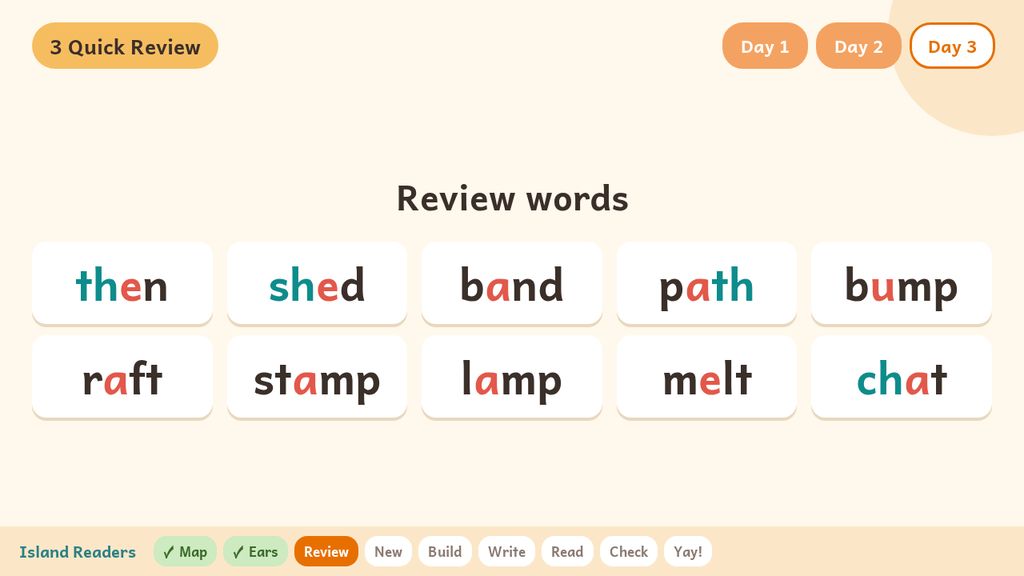 3 Quick Review
Day 1 Day 2 Day 3
Review words
then shed band path bump
raft stamp lamp melt chat
Island Readers ✓ Map ✓ Ears Review New Build Write Read Check Yay!